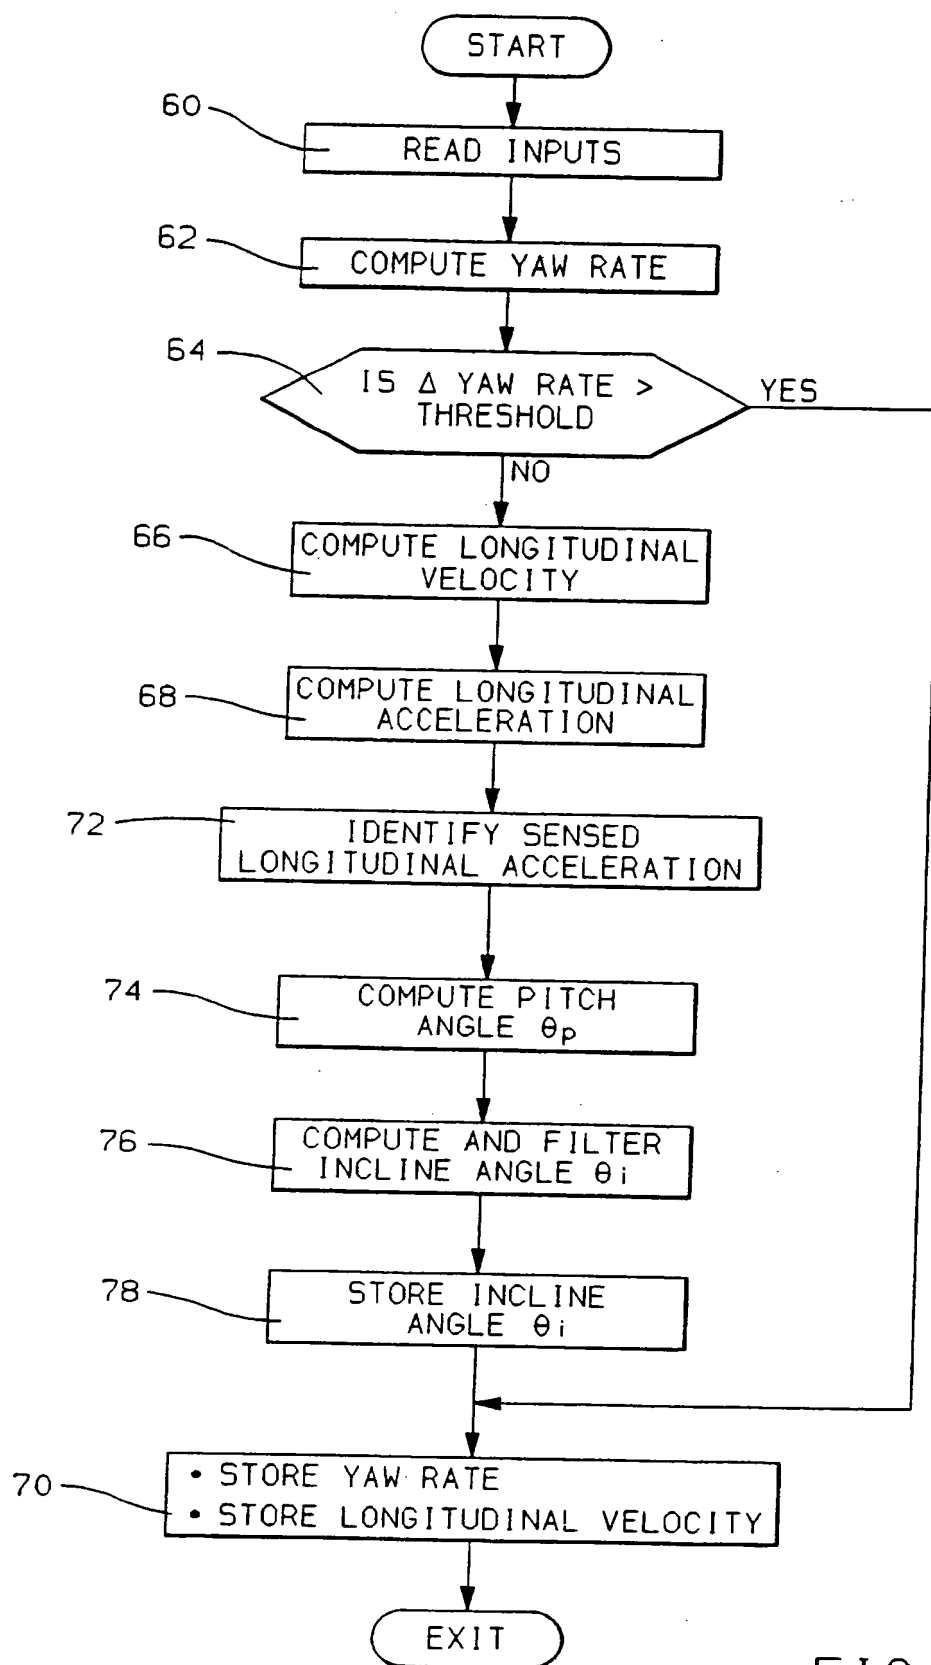 START
60
READ INPUTS
62
COMPUTE YAW RATE
64
IS Δ YAW RATE >
THRESHOLD
YES
NO
66
COMPUTE LONGITUDINAL
VELOCITY
68
COMPUTE LONGITUDINAL
ACCELERATION
72
IDENTIFY SENSED
LONGITUDINAL ACCELERATION
74
COMPUTE PITCH
ANGLE θp
76
COMPUTE AND FILTER
INCLINE ANGLE θi
78
STORE INCLINE
ANGLE θi
70
• STORE YAW RATE
• STORE LONGITUDINAL VELOCITY
EXIT